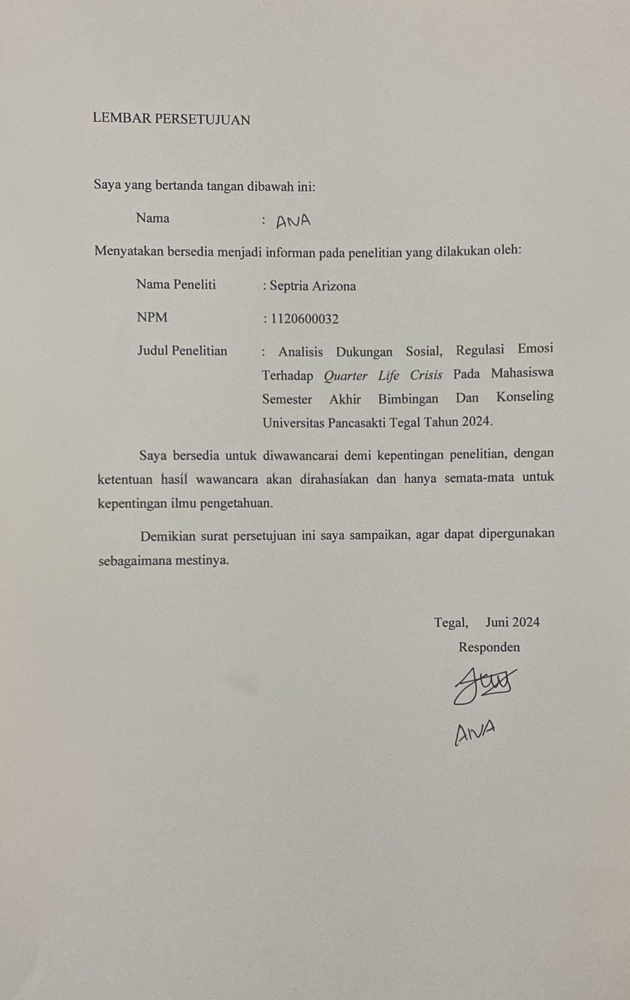 LEMBAR PERSETUJUAN
Saya yang bertanda tangan dibawah ini:
Nama : ANA
Menyatakan bersedia menjadi informan pada penelitian yang dilakukan oleh:
Nama Peneliti : Septria Arizona
NPM : 1120600032
Judul Penelitian : Analisis Dukungan Sosial, Regulasi Emosi
Terhadap Quarter Life Crisis Pada Mahasiswa
Semester Akhir Bimbingan Dan Konseling
Universitas Pancasakti Tegal Tahun 2024.
Saya bersedia untuk diwawancarai demi kepentingan penelitian, dengan
ketentuan hasil wawancara akan dirahasiakan dan hanya semata-mata untuk
kepentingan ilmu pengetahuan.
Demikian surat persetujuan ini saya sampaikan, agar dapat dipergunakan
sebagaimana mestinya.
Tegal, Juni 2024
Responden
ANA